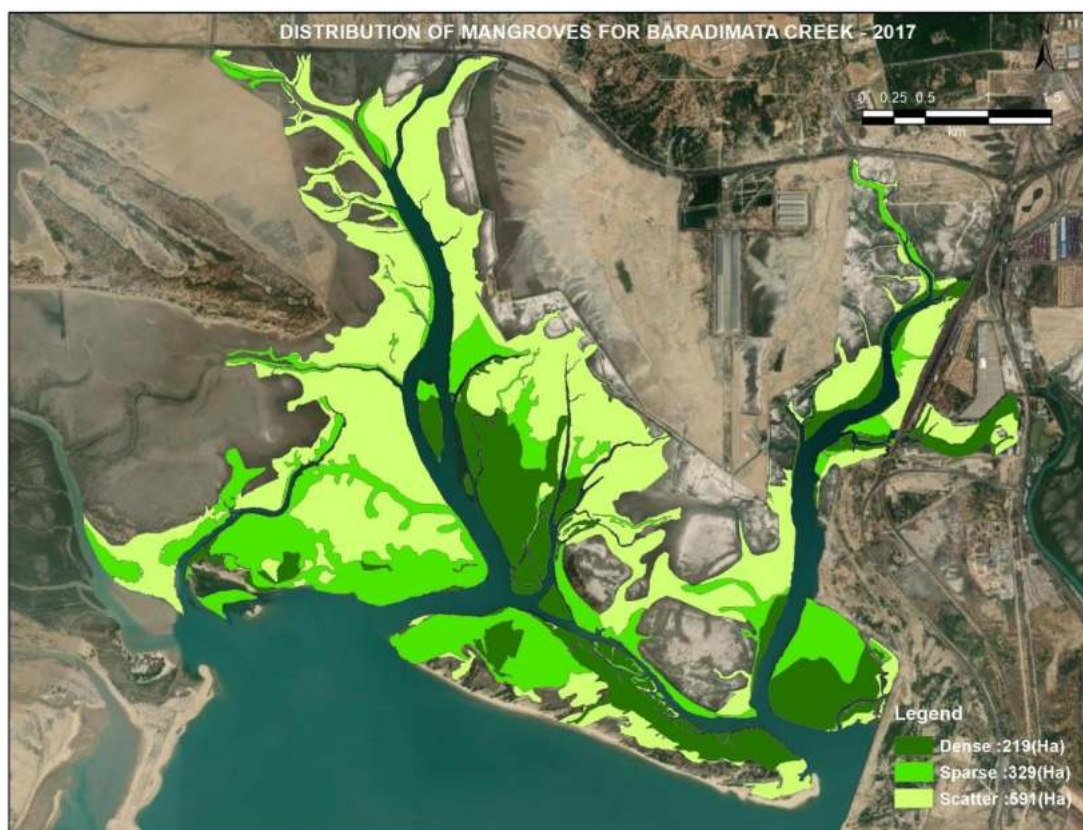 DISTRIBUTION OF MANGROVES FOR BARADIMATA CREEK - 2017
0 0.25 0.5 1 1.5
km
Legend
Dense :219(Ha)
Sparse :329(Ha)
Scatter :591(Ha)